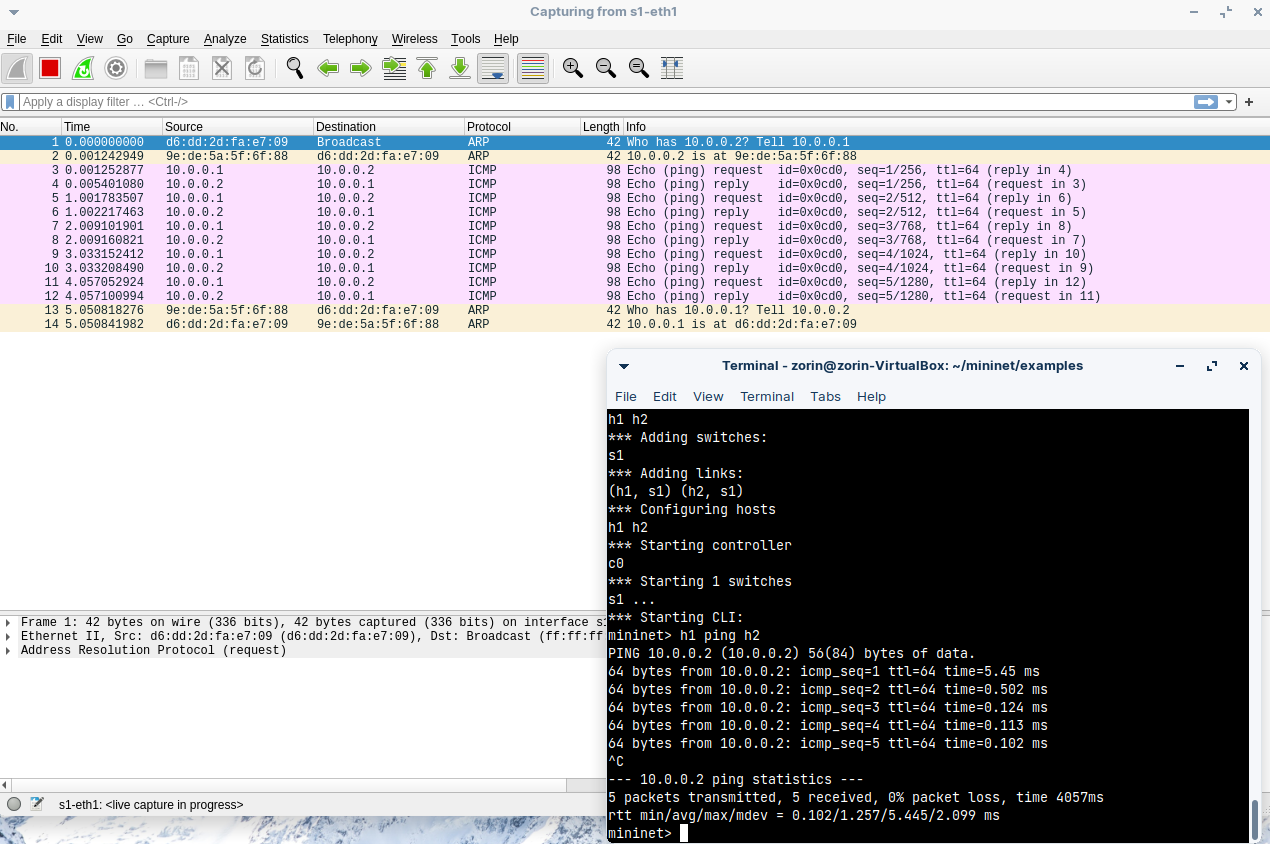 Capturing from s1-eth1
File Edit View Go Capture Analyze Statistics Telephony Wireless Tools Help
Apply a display filter … <Ctrl-/>
No. Time Source Destination Protocol Length Info
1 0.000000000 d6:dd:2d:fa:e7:09 Broadcast ARP 42 Who has 10.0.0.2? Tell 10.0.0.1
2 0.001242949 9e:de:5a:5f:6f:88 d6:dd:2d:fa:e7:09 ARP 42 10.0.0.2 is at 9e:de:5a:5f:6f:88
3 0.001252877 10.0.0.1 10.0.0.2 ICMP 98 Echo (ping) request id=0x0cd0, seq=1/256, ttl=64 (reply in 4)
4 0.005401080 10.0.0.2 10.0.0.1 ICMP 98 Echo (ping) reply id=0x0cd0, seq=1/256, ttl=64 (request in 3)
5 1.001783507 10.0.0.1 10.0.0.2 ICMP 98 Echo (ping) request id=0x0cd0, seq=2/512, ttl=64 (reply in 6)
6 1.002217463 10.0.0.2 10.0.0.1 ICMP 98 Echo (ping) reply id=0x0cd0, seq=2/512, ttl=64 (request in 5)
7 2.009101901 10.0.0.1 10.0.0.2 ICMP 98 Echo (ping) request id=0x0cd0, seq=3/768, ttl=64 (reply in 8)
8 2.009160821 10.0.0.2 10.0.0.1 ICMP 98 Echo (ping) reply id=0x0cd0, seq=3/768, ttl=64 (request in 7)
9 3.033152412 10.0.0.1 10.0.0.2 ICMP 98 Echo (ping) request id=0x0cd0, seq=4/1024, ttl=64 (reply in 10)
10 3.033208490 10.0.0.2 10.0.0.1 ICMP 98 Echo (ping) reply id=0x0cd0, seq=4/1024, ttl=64 (request in 9)
11 4.057052924 10.0.0.1 10.0.0.2 ICMP 98 Echo (ping) request id=0x0cd0, seq=5/1280, ttl=64 (reply in 12)
12 4.057100994 10.0.0.2 10.0.0.1 ICMP 98 Echo (ping) reply id=0x0cd0, seq=5/1280, ttl=64 (request in 11)
13 5.050818276 9e:de:5a:5f:6f:88 d6:dd:2d:fa:e7:09 ARP 42 Who has 10.0.0.1? Tell 10.0.0.2
14 5.050841982 d6:dd:2d:fa:e7:09 9e:de:5a:5f:6f:88 ARP 42 10.0.0.1 is at d6:dd:2d:fa:e7:09
Frame 1: 42 bytes on wire (336 bits), 42 bytes captured (336 bits) on interface s1
Ethernet II, Src: d6:dd:2d:fa:e7:09 (d6:dd:2d:fa:e7:09), Dst: Broadcast (ff:ff:ff
Address Resolution Protocol (request)
s1-eth1: <live capture in progress>
Terminal - zorin@zorin-VirtualBox: ~/mininet/examples
File Edit View Terminal Tabs Help
h1 h2
*** Adding switches:
s1
*** Adding links:
(h1, s1) (h2, s1)
*** Configuring hosts
h1 h2
*** Starting controller
c0
*** Starting 1 switches
s1 ...
*** Starting CLI:
mininet> h1 ping h2
PING 10.0.0.2 (10.0.0.2) 56(84) bytes of data.
64 bytes from 10.0.0.2: icmp_seq=1 ttl=64 time=5.45 ms
64 bytes from 10.0.0.2: icmp_seq=2 ttl=64 time=0.502 ms
64 bytes from 10.0.0.2: icmp_seq=3 ttl=64 time=0.124 ms
64 bytes from 10.0.0.2: icmp_seq=4 ttl=64 time=0.113 ms
64 bytes from 10.0.0.2: icmp_seq=5 ttl=64 time=0.102 ms
^C
--- 10.0.0.2 ping statistics ---
5 packets transmitted, 5 received, 0% packet loss, time 4057ms
rtt min/avg/max/mdev = 0.102/1.257/5.445/2.099 ms
mininet>